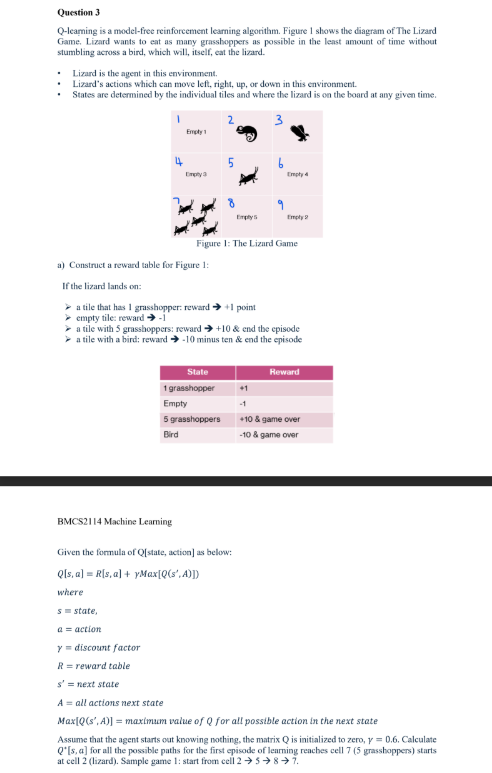 Question 3
Q-learning is a model-free reinforcement learning algorithm. Figure 1 shows the diagram of The Lizard
Game. Lizard wants to eat as many grasshoppers as possible in the least amount of time without
stumbling across a bird, which will, itself, eat the lizard.
• Lizard is the agent in this environment.
• Lizard's actions which can move left, right, up, or down in this environment.
• States are determined by the individual tiles and where the lizard is on the board at any given time.
1 2 3
Empty 1
4 5 6
Empty 3 Empty 4
7 8 9
Empty 5 Empty 2
Figure 1: The Lizard Game
a) Construct a reward table for Figure 1:
If the lizard lands on:
➢ a tile that has 1 grasshopper: reward ➔ +1 point
➢ empty tile: reward ➔ -1
➢ a tile with 5 grasshoppers: reward ➔ +10 & end the episode
➢ a tile with a bird: reward ➔ -10 minus ten & end the episode
State Reward
1 grasshopper +1
Empty -1
5 grasshoppers +10 & game over
Bird -10 & game over
BMCS2114 Machine Learning
Given the formula of Q[state, action] as below:
Q[s, a] = R[s, a] + γMax[Q(s', A)])
where
s = state,
a = action
γ = discount factor
R = reward table
s' = next state
A = all actions next state
Max[Q(s', A)] = maximum value of Q for all possible action in the next state
Assume that the agent starts out knowing nothing, the matrix Q is initialized to zero, γ = 0.6. Calculate
Q*[s, a] for all the possible paths for the first episode of learning reaches cell 7 (5 grasshoppers) starts
at cell 2 (lizard). Sample game 1: start from cell 2 → 5 → 8 → 7.